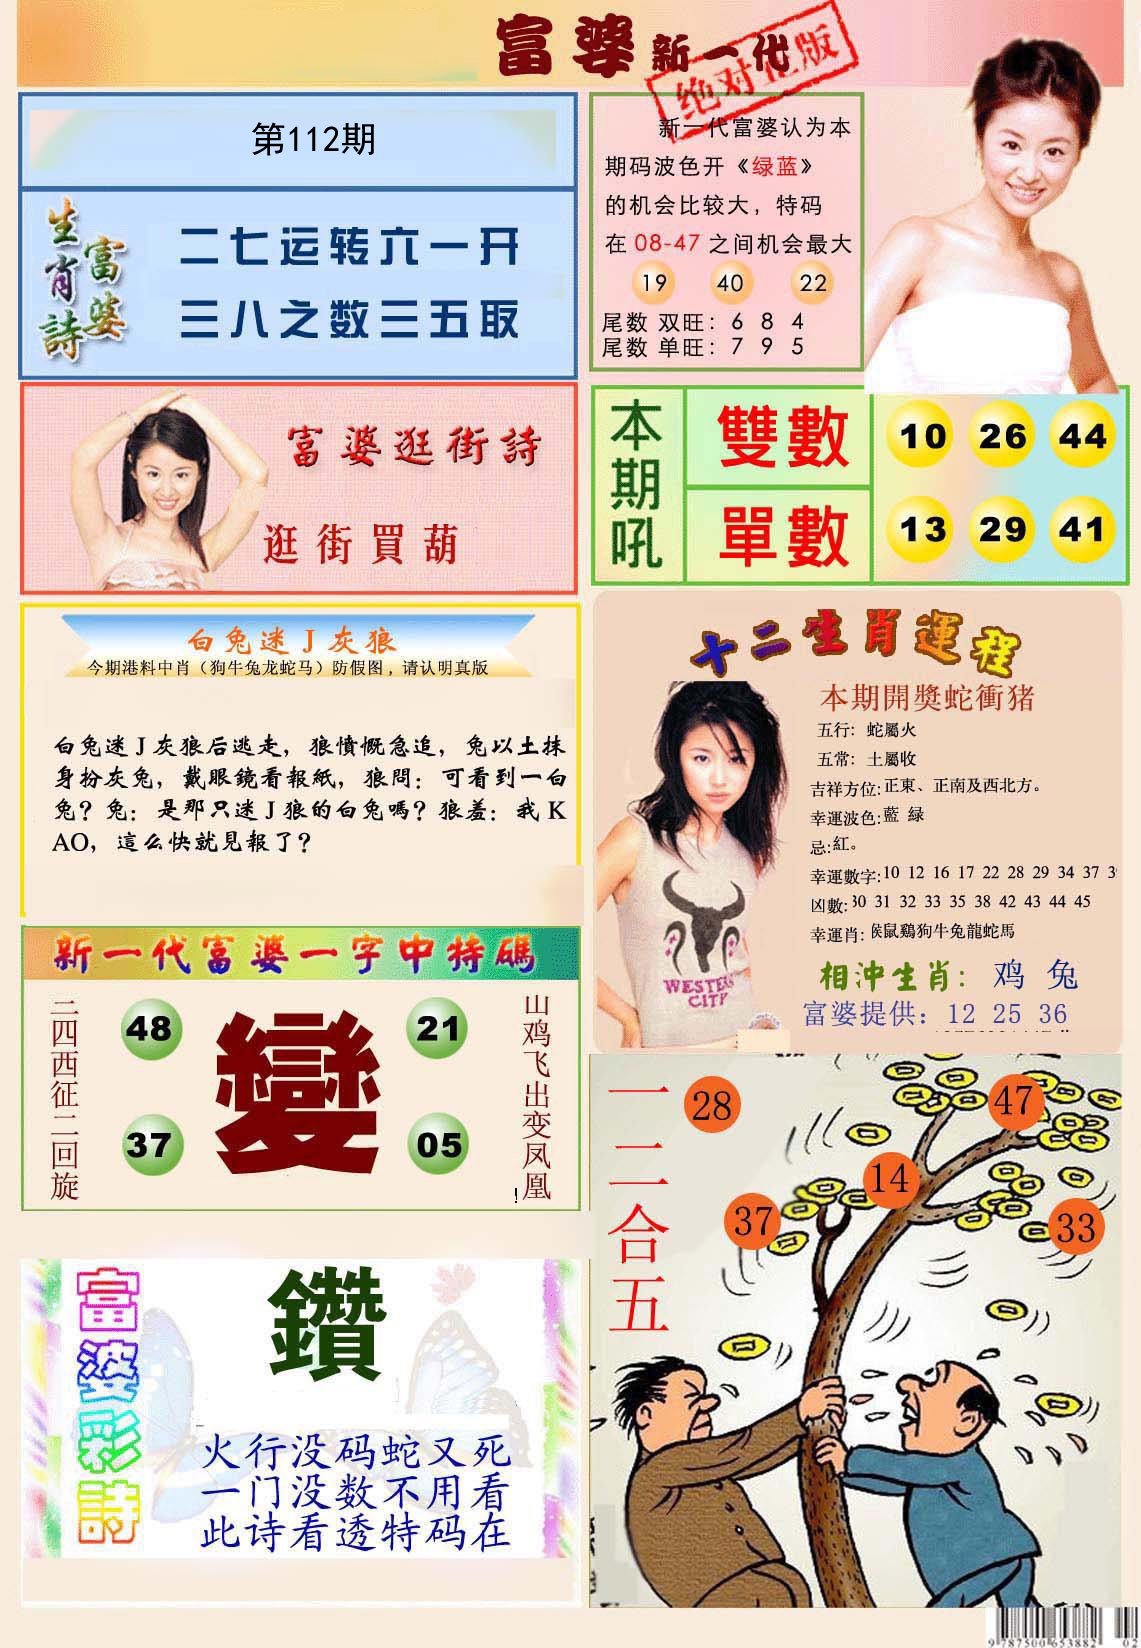 富婆新一代
绝对正版
第112期
生肖詩
富婆
二七运转六一开
三八之数三五取
新一代富婆认为本
期码波色开《绿蓝》
的机会比较大，特码
在 08-47 之间机会最大
19 40 22
尾数 双旺：6 8 4
尾数 单旺：7 9 5
富婆逛街詩
逛街買葫
本期吼
雙數
10 26 44
單數
13 29 41
白兔迷J灰狼
今期港料中肖（狗牛兔龙蛇马）防假图，请认明真版
白兔迷J灰狼后逃走，狼憤慨急追，兔以土抹
身扮灰兔，戴眼鏡看報紙，狼問：可看到一白
兔？兔：是那只迷J狼的白兔嗎？狼羞：我K
AO，這么快就見報了？
十二生肖運程
本期開獎蛇衝猪
五行：蛇屬火
五常：土屬收
吉祥方位:正東、正南及西北方。
幸運波色:藍 緑
忌:紅。
幸運數字:10 12 16 17 22 28 29 34 37
凶數:30 31 32 33 35 38 42 43 44 45
幸運肖:鼠鷄狗牛兔龍蛇馬
相沖生肖：鸡 兔
富婆提供：12 25 36
WESTERN
CITY
新一代富婆一字中特碼
二四西征二回旋
48
37
變
21
05
山鸡飞出变凤凰!
一二合五
28
47
14
37
33
富婆彩詩
鑽
火行没码蛇又死
一门没数不用看
此诗看透特码在
9 787500 653882 02